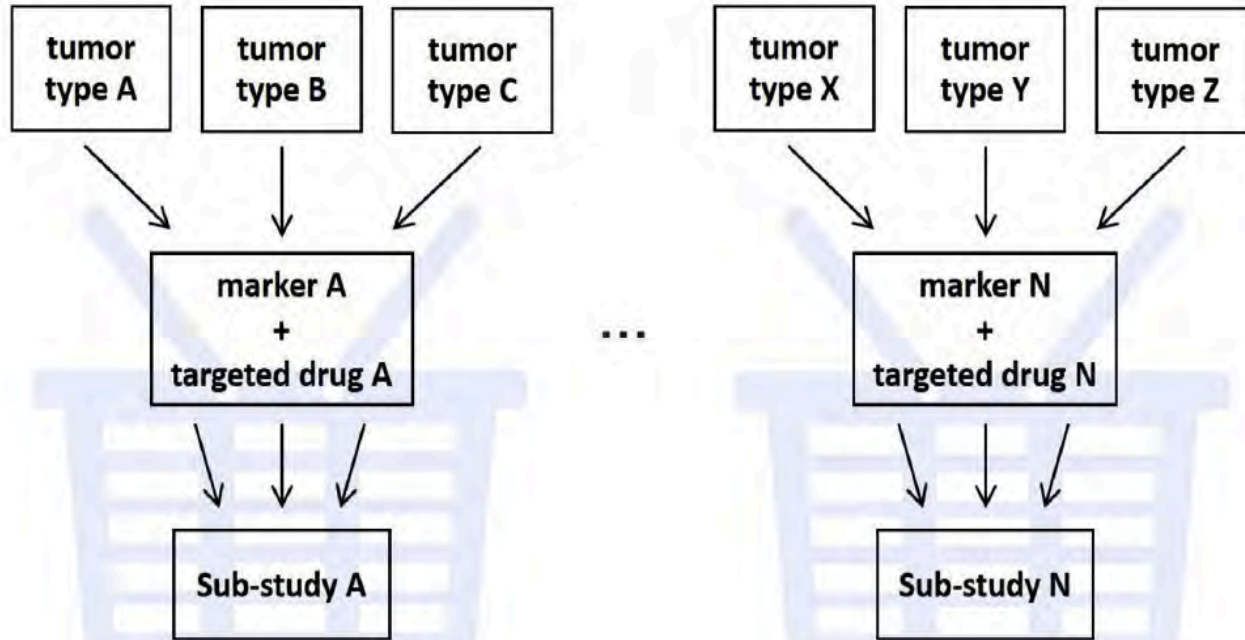 tumor
type A
tumor
type B
tumor
type C
tumor
type X
tumor
type Y
tumor
type Z
marker A
+
targeted drug A
...
marker N
+
targeted drug N
Sub-study A
Sub-study N